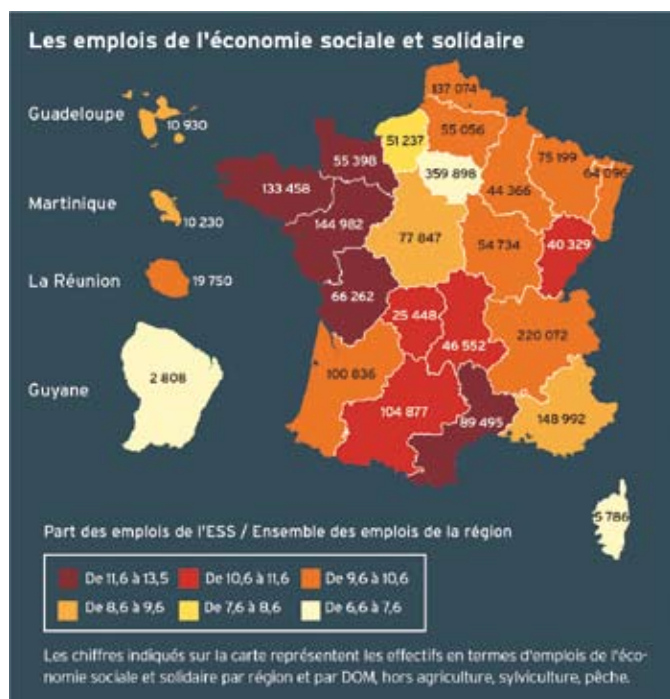 Les emplois de l'économie sociale et solidaire
137 074
Guadeloupe
10 930
51 237
55 056
55 398
359 898
75 199
64 096
133 458
44 366
Martinique
10 230
144 982
77 847
54 734
40 329
La Réunion
19 750
66 262
25 448
46 552
220 072
Guyane
2 808
100 836
104 877
89 495
148 992
5 786
Part des emplois de l'ESS / Ensemble des emplois de la région
De 11,6 à 13,5 De 10,6 à 11,6 De 9,6 à 10,6
De 8,6 à 9,6 De 7,6 à 8,6 De 6,6 à 7,6
Les chiffres indiqués sur la carte représentent les effectifs en termes d'emplois de l'éco-
nomie sociale et solidaire par région et par DOM, hors agriculture, sylviculture, pêche.